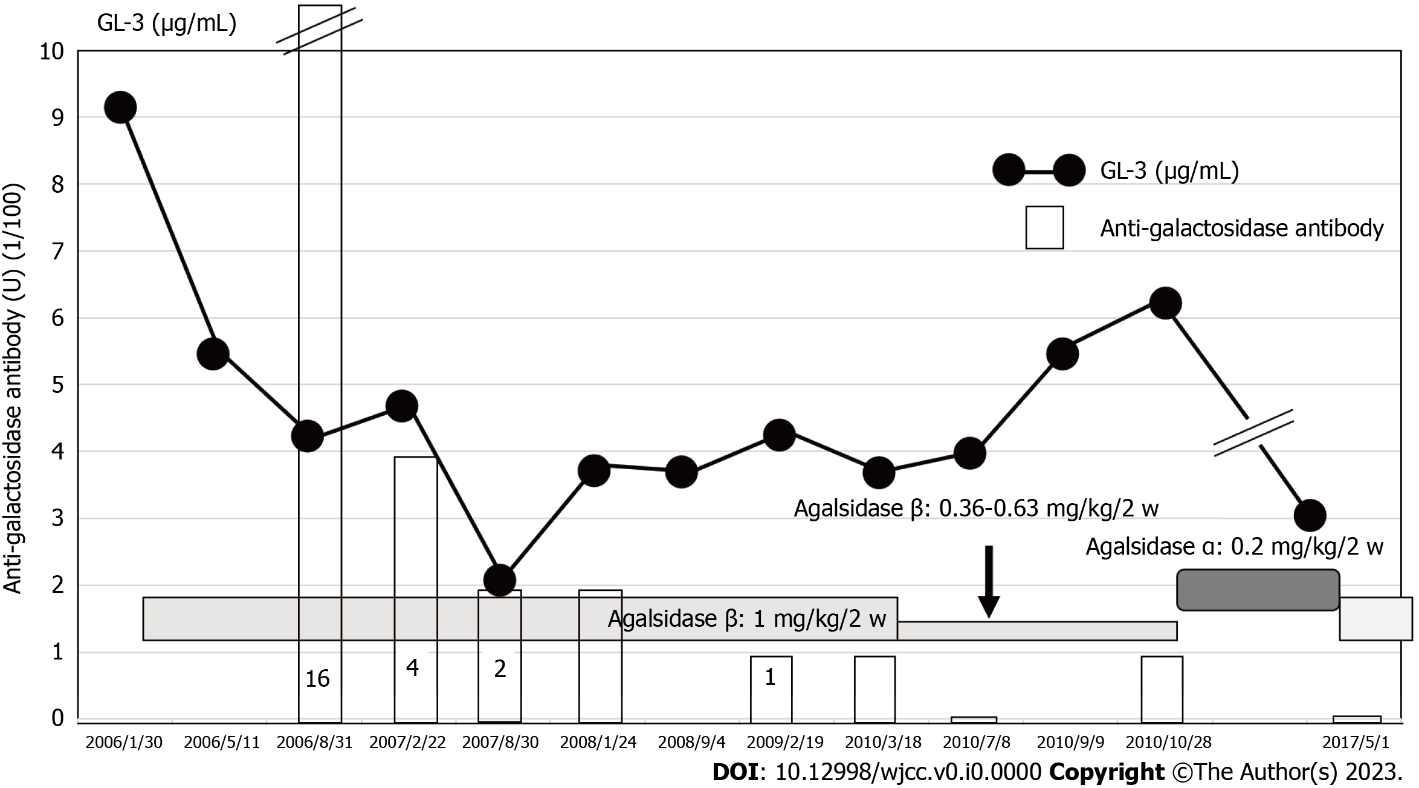 GL-3 (µg/mL)
10
9
8
7
6
5
4
3
2
1
0
Anti-galactosidase antibody (U) (1/100)
GL-3 (µg/mL)
Anti-galactosidase antibody
Agalsidase β: 0.36-0.63 mg/kg/2 w
Agalsidase α: 0.2 mg/kg/2 w
Agalsidase β: 1 mg/kg/2 w
16
4
2
1
2006/1/30 2006/5/11 2006/8/31 2007/2/22 2007/8/30 2008/1/24 2008/9/4 2009/2/19 2010/3/18 2010/7/8 2010/9/9 2010/10/28 2017/5/1
DOI: 10.12998/wjcc.v0.i0.0000 Copyright ©The Author(s) 2023.